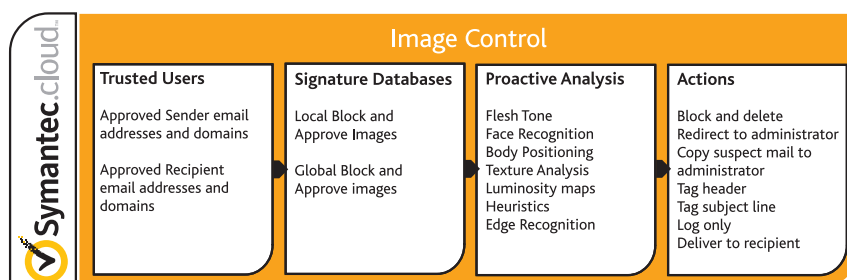 Symantec.cloud™
Image Control
Trusted Users
Approved Sender email
addresses and domains
Approved Recipient
email addresses and
domains
Signature Databases
Local Block and
Approve Images
Global Block and
Approve images
Proactive Analysis
Flesh Tone
Face Recognition
Body Positioning
Texture Analysis
Luminosity maps
Heuristics
Edge Recognition
Actions
Block and delete
Redirect to administrator
Copy suspect mail to
administrator
Tag header
Tag subject line
Log only
Deliver to recipient